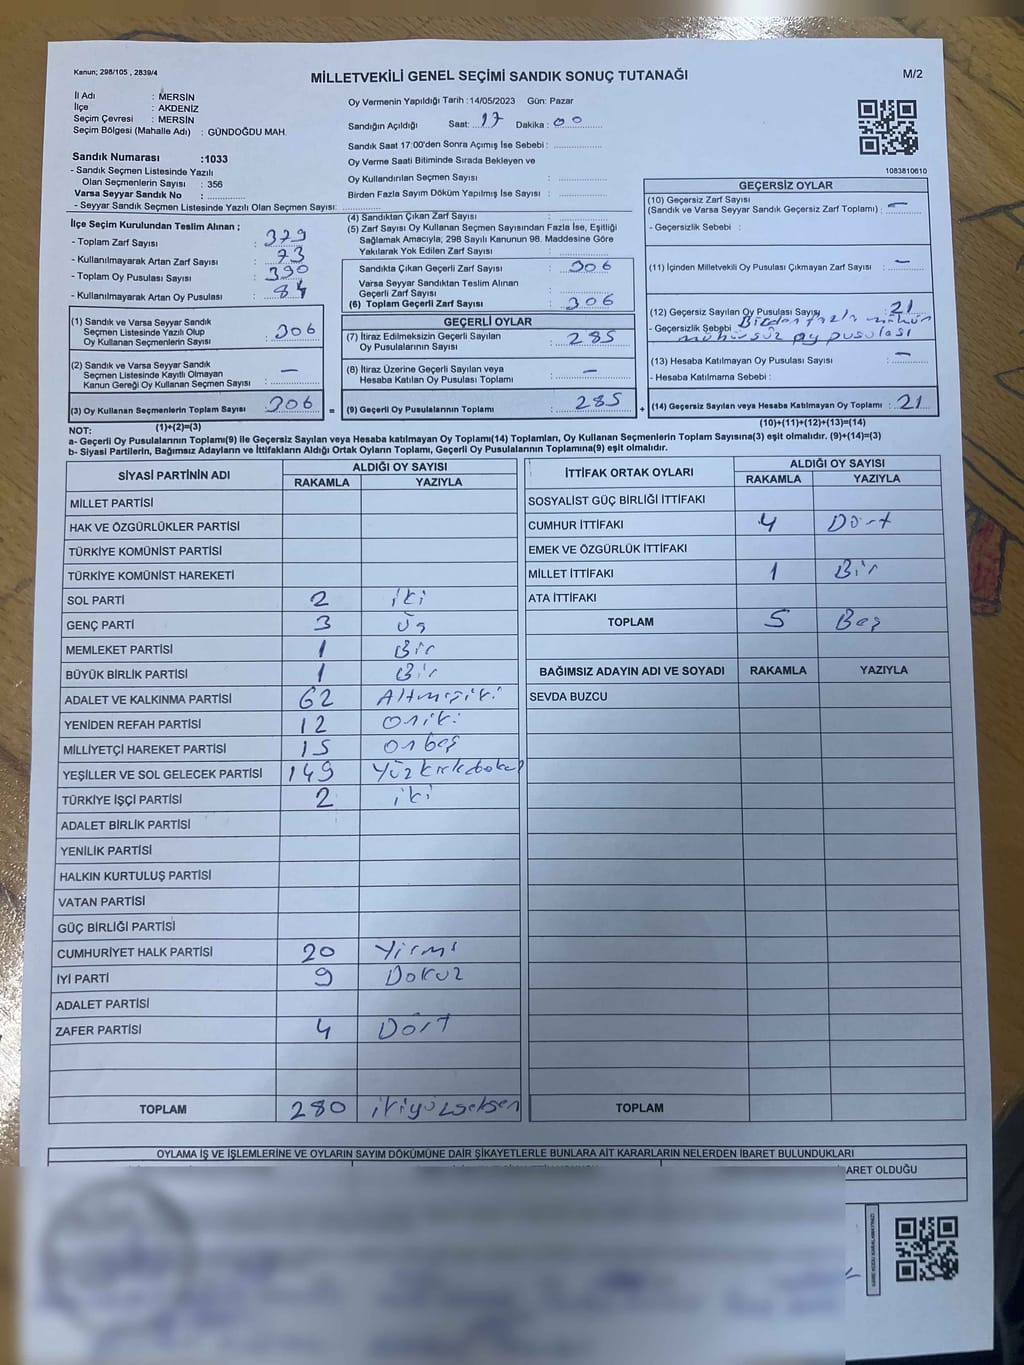 Kanun; 298/105 , 2839/4
MİLLETVEKİLİ GENEL SEÇİMİ SANDIK SONUÇ TUTANAĞI
M/2
İl Adı : MERSİN
İlçe : AKDENİZ
Seçim Çevresi : MERSİN
Seçim Bölgesi (Mahalle Adı) : GÜNDOĞDU MAH.
Sandık Numarası :1033
- Sandık Seçmen Listesinde Yazılı
Olan Seçmenlerin Sayısı : 356
Varsa Seyyar Sandık No :
- Seyyar Sandık Listesinde Yazılı Olan Seçmen Sayısı:
Oy Vermenin Yapıldığı Tarih :14/05/2023 Gün: Pazar
Sandığın Açıldığı Saat: 17 Dakika : 00
Sandık Saat 17:00'den Sonra Açımış İse Sebebi :
Oy Verme Saati Bitiminde Sırada Bekleyen ve
Oy Kullandırılan Seçmen Sayısı :
Birden Fazla Sayım Döküm Yapılmış İse Sayısı :
1083810610
İlçe Seçim Kurulundan Teslim Alınan ;
- Toplam Zarf Sayısı : 379
- Kullanılmayarak Artan Zarf Sayısı : 73
- Toplam Oy Pusulası Sayısı : 390
- Kullanılmayarak Artan Oy Pusulası : 84
(1) Sandık ve Varsa Seyyar Sandık
Seçmen Listesinde Yazılı Olup
Oy Kullanan Seçmenlerin Sayısı : 306
(2) Sandık ve Varsa Seyyar Sandık
Seçmen Listesinde Kayıtlı Olmayan
Kanun Gereği Oy Kullanan Seçmen Sayısı : —
(3) Oy Kullanan Seçmenlerin Toplam Sayısı : 306
(1)+(2)=(3)
(4) Sandıktan Çıkan Zarf Sayısı :
(5) Zarf Sayısı Oy Kullanan Seçmen Sayısından Fazla İse, Eşitliği
Sağlamak Amacıyla; 298 Sayılı Kanunun 98. Maddesine Göre
Yakılarak Yok Edilen Zarf Sayısı :
Sandıkta Çıkan Geçerli Zarf Sayısı : 306
Varsa Seyyar Sandıktan Teslim Alınan
Geçerli Zarf Sayısı :
(6) Toplam Geçerli Zarf Sayısı : 306
GEÇERLİ OYLAR
(7) İtiraz Edilmeksizin Geçerli Sayılan
Oy Pusulalarının Sayısı : 285
(8) İtiraz Üzerine Geçerli Sayılan veya
Hesaba Katılan Oy Pusulası Toplamı : —
= (9) Geçerli Oy Pusulalarının Toplamı : 285 +
GEÇERSİZ OYLAR
(10) Geçersiz Zarf Sayısı
(Sandık ve Varsa Seyyar Sandık Geçersiz Zarf Toplamı) : —
- Geçersizlik Sebebi :
(11) İçinden Milletvekili Oy Pusulası Çıkmayan Zarf Sayısı : —
(12) Geçersiz Sayılan Oy Pusulası Sayısı : 21
- Geçersizlik Sebebi : Birden fazla mühür
mühürsüz oy pusulası
(13) Hesaba Katılmayan Oy Pusulası Sayısı : —
- Hesaba Katılmama Sebebi :
(14) Geçersiz Sayılan veya Hesaba Katılmayan Oy Toplamı : 21
(10)+(11)+(12)+(13)=(14)
NOT:
a- Geçerli Oy Pusulalarının Toplamı(9) ile Geçersiz Sayılan veya Hesaba katılmayan Oy Toplamı(14) Toplamları, Oy Kullanan Seçmenlerin Toplam Sayısına(3) eşit olmalıdır. (9)+(14)=(3)
b- Siyasi Partilerin, Bağımsız Adayların ve İttifakların Aldığı Ortak Oyların Toplamı, Geçerli Oy Pusulalarının Toplamına(9) eşit olmalıdır.
SİYASİ PARTİNİN ADI
ALDIĞI OY SAYISI
RAKAMLA YAZIYLA
MİLLET PARTİSİ
HAK VE ÖZGÜRLÜKLER PARTİSİ
TÜRKİYE KOMÜNİST PARTİSİ
TÜRKİYE KOMÜNİST HAREKETİ
SOL PARTİ 2 iki
GENÇ PARTİ 3 Üç
MEMLEKET PARTİSİ 1 Bir
BÜYÜK BİRLİK PARTİSİ 1 Bir
ADALET VE KALKINMA PARTİSİ 62 Altmışiki
YENİDEN REFAH PARTİSİ 12 oniki
MİLLİYETÇİ HAREKET PARTİSİ 15 onbeş
YEŞİLLER VE SOL GELECEK PARTİSİ 149
TÜRKİYE İŞÇİ PARTİSİ 2 iki
ADALET BİRLİK PARTİSİ
YENİLİK PARTİSİ
HALKIN KURTULUŞ PARTİSİ
VATAN PARTİSİ
GÜÇ BİRLİĞİ PARTİSİ
CUMHURİYET HALK PARTİSİ 20 Yirmi
İYİ PARTİ 9 Dokuz
ADALET PARTİSİ
ZAFER PARTİSİ 4 Dört
TOPLAM 280 ikiyüzseksen
İTTİFAK ORTAK OYLARI
ALDIĞI OY SAYISI
RAKAMLA YAZIYLA
SOSYALİST GÜÇ BİRLİĞİ İTTİFAKI
CUMHUR İTTİFAKI 4 Dört
EMEK VE ÖZGÜRLÜK İTTİFAKI
MİLLET İTTİFAKI 1 Bir
ATA İTTİFAKI
TOPLAM 5 Beş
BAĞIMSIZ ADAYIN ADI VE SOYADI RAKAMLA YAZIYLA
SEVDA BUZCU
TOPLAM
OYLAMA İŞ VE İŞLEMLERİNE VE OYLARIN SAYIM DÖKÜMÜNE DAİR ŞİKAYETLERLE BUNLARA AİT KARARLARIN NELERDEN İBARET BULUNDUKLARI
BARET OLDUĞU